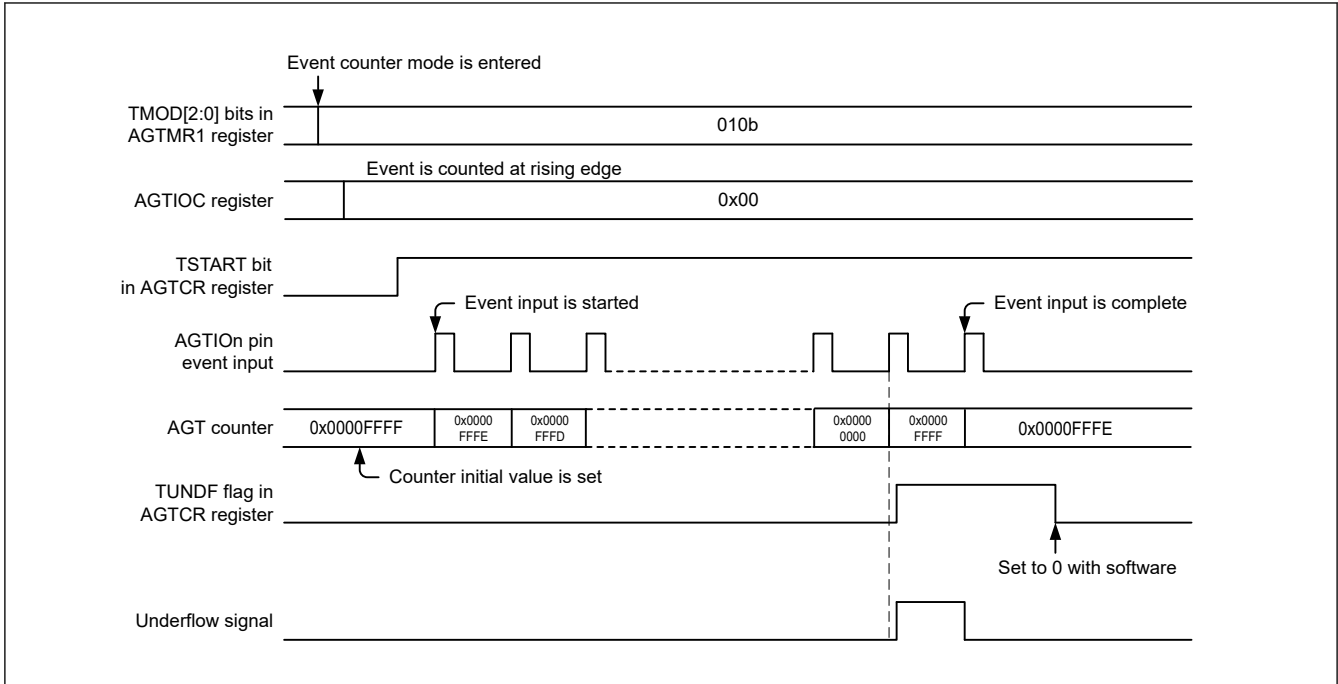 Event counter mode is entered
TMOD[2:0] bits in
AGTMR1 register
010b
Event is counted at rising edge
AGTIOC register
0x00
TSTART bit
in AGTCR register
Event input is started
Event input is complete
AGTIOn pin
event input
AGT counter
0x0000FFFF
0x0000
FFFE
0x0000
FFFD
0x0000
0000
0x0000
FFFF
0x0000FFFE
Counter initial value is set
TUNDF flag in
AGTCR register
Set to 0 with software
Underflow signal